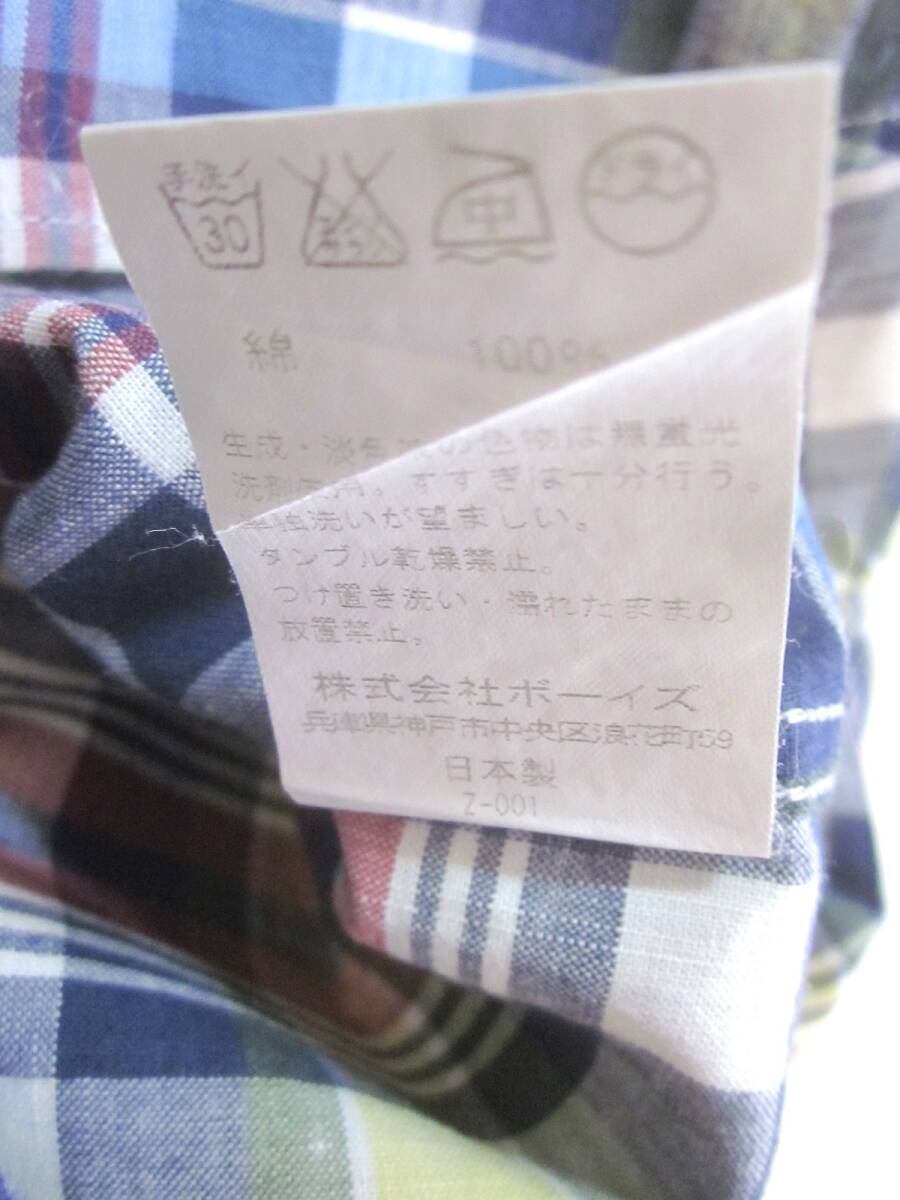 手洗イ
30
中
綿 100%
生成・淡色 の色物は無蛍光
洗剤使用。すすぎは十分行う。
単独洗いが望ましい。
タンブル乾燥禁止。
つけ置き洗い・濡れたままの
放置禁止。
株式会社ボーイズ
兵庫県神戸市中央区浪花町59
日本製
Z-001